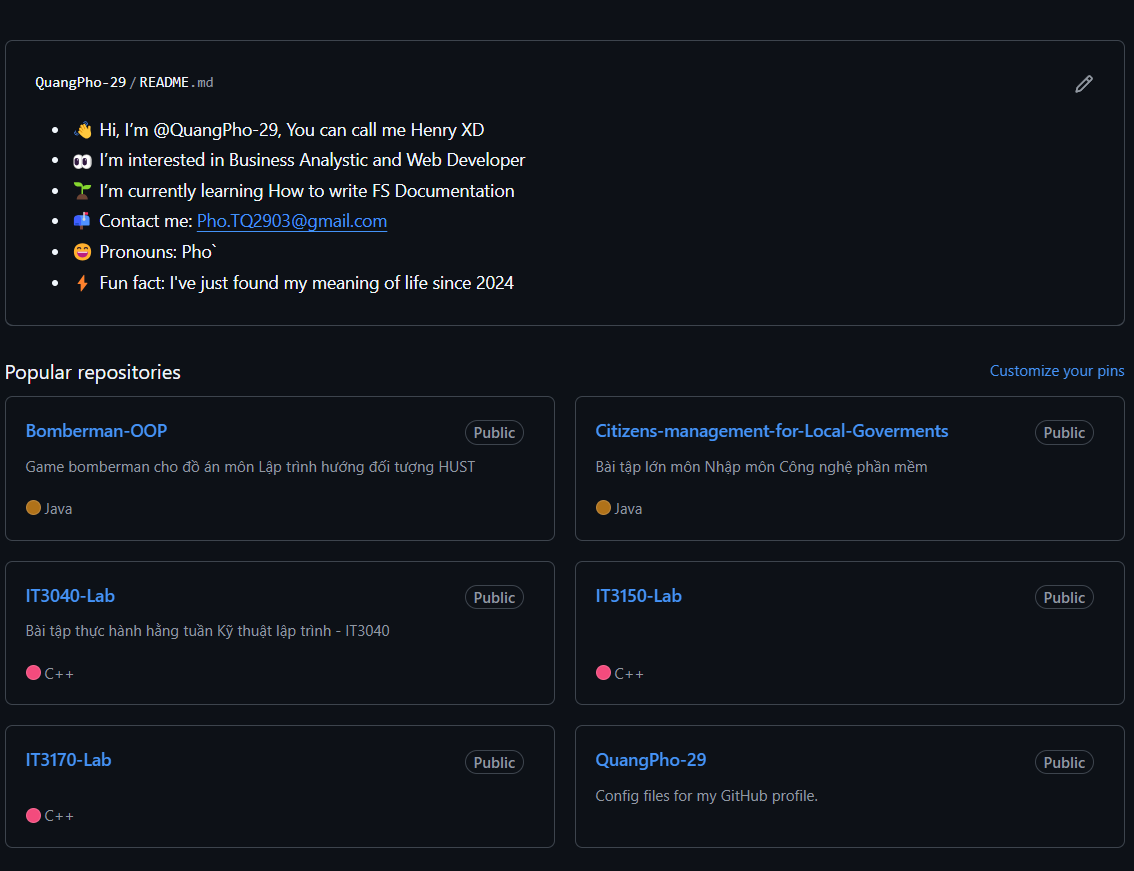 QuangPho-29/README.md
👋 Hi, I’m @QuangPho-29, You can call me Henry XD
👀 I’m interested in Business Analystic and Web Developer
🌱 I’m currently learning How to write FS Documentation
📫 Contact me: Pho.TQ2903@gmail.com
😄 Pronouns: Pho`
⚡ Fun fact: I've just found my meaning of life since 2024
Popular repositories
Customize your pins
Bomberman-OOP
Public
Game bomberman cho đồ án môn Lập trình hướng đối tượng HUST
Java
Citizens-management-for-Local-Goverments
Public
Bài tập lớn môn Nhập môn Công nghệ phần mềm
Java
IT3040-Lab
Public
Bài tập thực hành hằng tuần Kỹ thuật lập trình - IT3040
C++
IT3150-Lab
Public
C++
IT3170-Lab
Public
C++
QuangPho-29
Public
Config files for my GitHub profile.